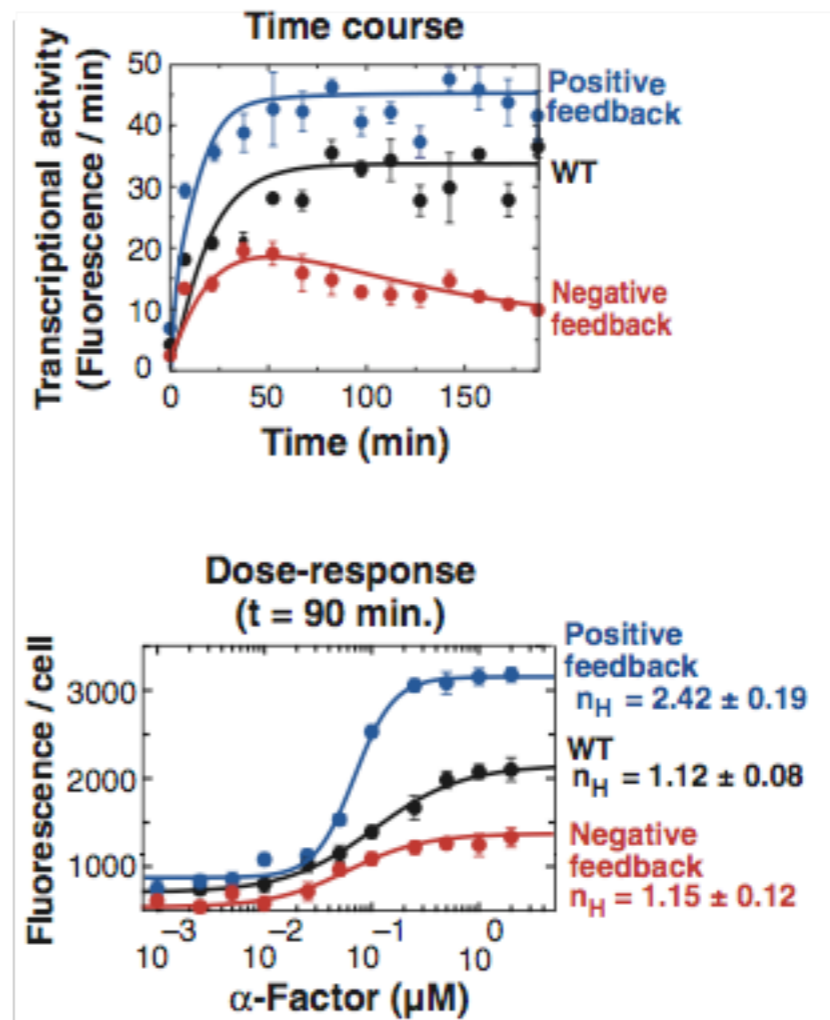 Time course
Transcriptional activity
(Fluorescence / min)
50
40
30
20
10
0
0
50
100
150
Time (min)
Positive
feedback
WT
Negative
feedback
Dose-response
(t = 90 min.)
Fluorescence / cell
3000
2000
1000
–3
–2
–1
0
10
10
10
10
α-Factor (µM)
Positive
feedback
n_H = 2.42 ± 0.19
WT
n_H = 1.12 ± 0.08
Negative
feedback
n_H = 1.15 ± 0.12